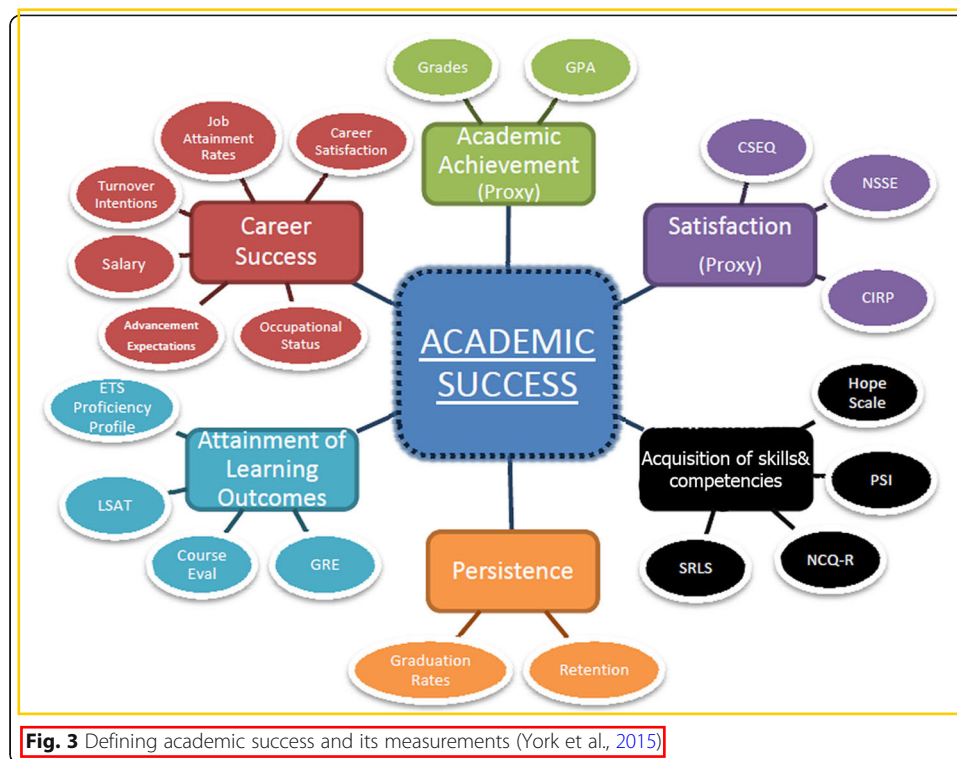 Grades
GPA
Academic
Achievement
(Proxy)
Job
Attainment
Rates
Career
Satisfaction
Turnover
Intentions
Salary
Advancement
Expectations
Occupational
Status
Career
Success
CSEQ
NSSE
CIRP
Satisfaction
(Proxy)
ACADEMIC
SUCCESS
ETS
Proficiency
Profile
LSAT
Course
Eval
GRE
Attainment of
Learning
Outcomes
Hope
Scale
PSI
NCQ-R
SRLS
Acquisition of skills&
competencies
Persistence
Graduation
Rates
Retention
Fig. 3 Defining academic success and its measurements (York et al., 2015)